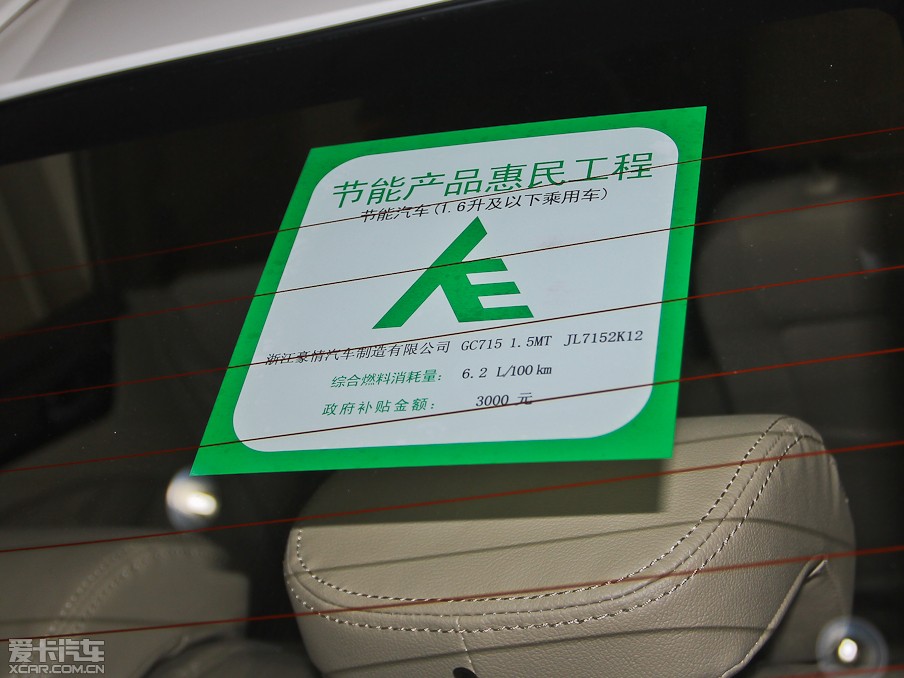 节能产品惠民工程
节能汽车(1.6升及以下乘用车)
浙江豪情汽车制造有限公司 GC715 1.5MT JL7152K12
综合燃料消耗量: 6.2 L/100km
政府补贴金额: 3000 元
爱卡汽车
XCAR.COM.CN